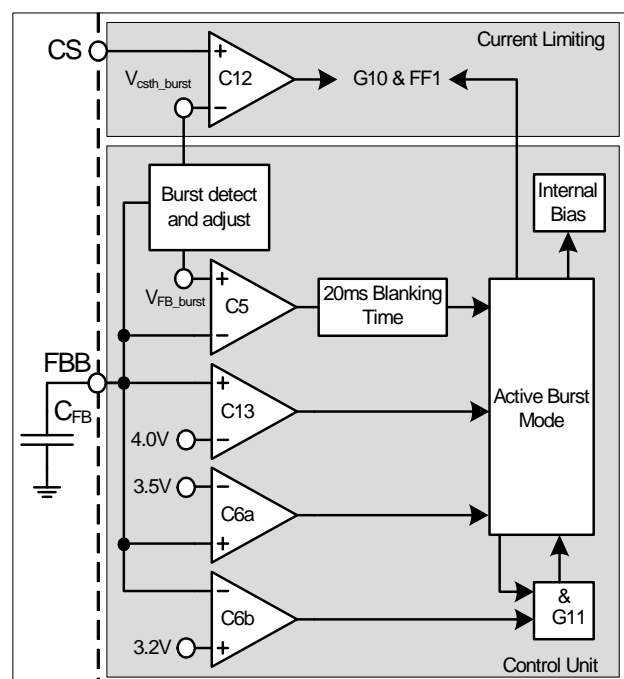 Current Limiting
CS
+
C12
−
V_csth_burst
G10 & FF1
Burst detect
and adjust
Internal
Bias
V_FB_burst
+
C5
−
20ms Blanking
Time
FBB
C_FB
+
C13
−
4.0V
Active Burst
Mode
3.5V
−
C6a
+
−
C6b
+
3.2V
&
G11
Control Unit